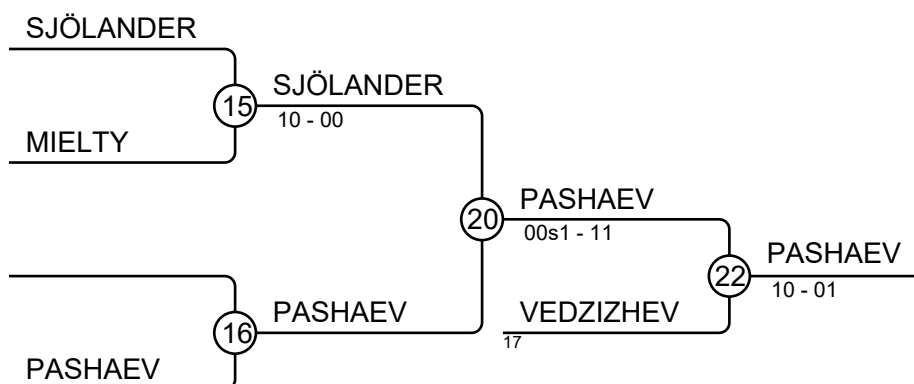 SJÖLANDER
15
SJÖLANDER
10 - 00
MIELTY
20
PASHAEV
00s1 - 11
22
PASHAEV
10 - 01
16
PASHAEV
VEDZIZHEV
17
PASHAEV